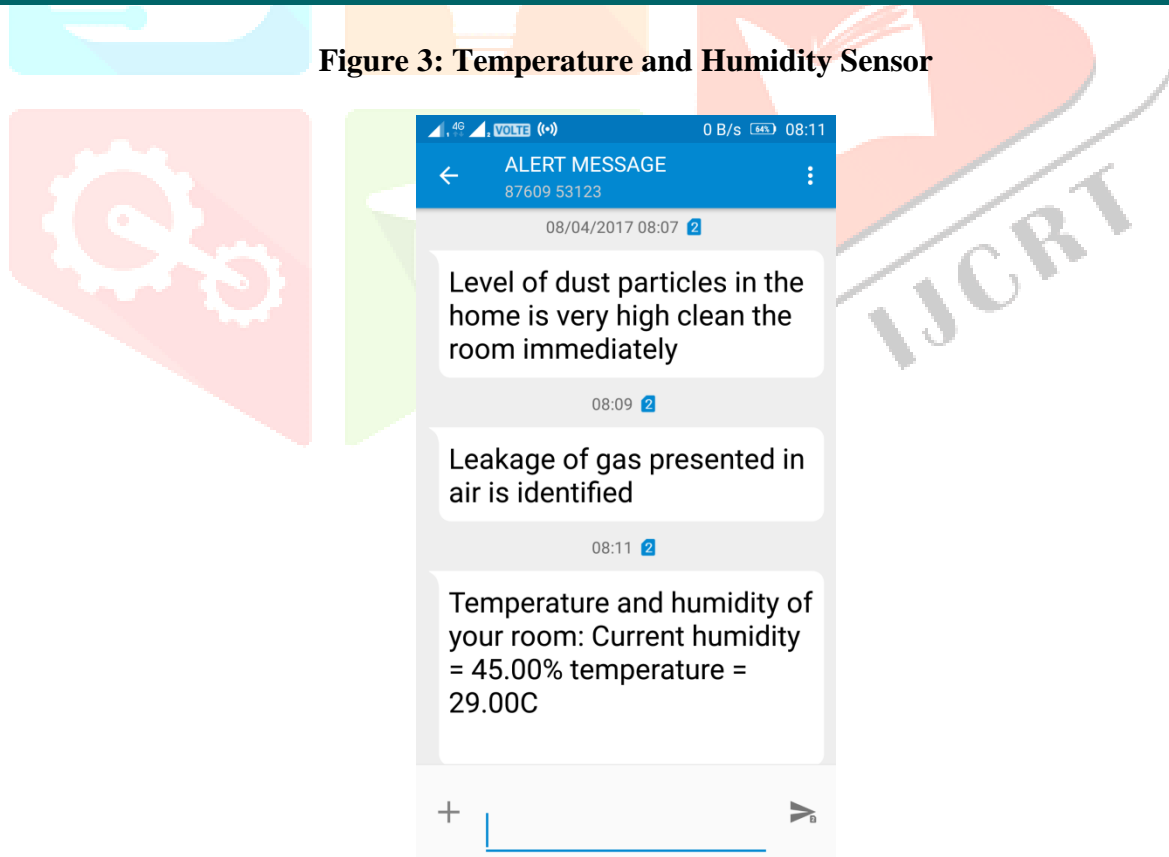 Figure 3: Temperature and Humidity Sensor
4G VOLTE 0 B/s 64% 08:11
ALERT MESSAGE
87609 53123
08/04/2017 08:07 2
Level of dust particles in the
home is very high clean the
room immediately
08:09 2
Leakage of gas presented in
air is identified
08:11 2
Temperature and humidity of
your room: Current humidity
= 45.00% temperature =
29.00C
IJCRT